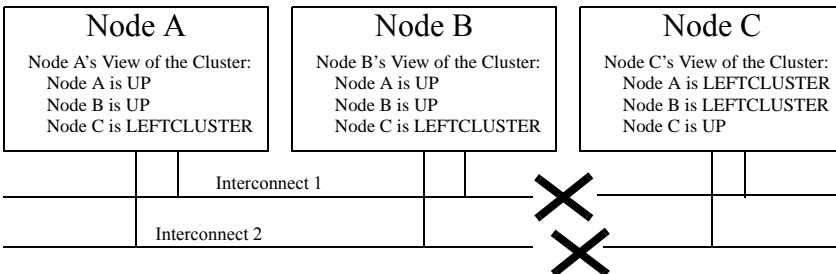 Node A
Node A's View of the Cluster:
Node A is UP
Node B is UP
Node C is LEFTCLUSTER
Node B
Node B's View of the Cluster:
Node A is UP
Node B is UP
Node C is LEFTCLUSTER
Node C
Node C's View of the Cluster:
Node A is LEFTCLUSTER
Node B is LEFTCLUSTER
Node C is UP
Interconnect 1
Interconnect 2